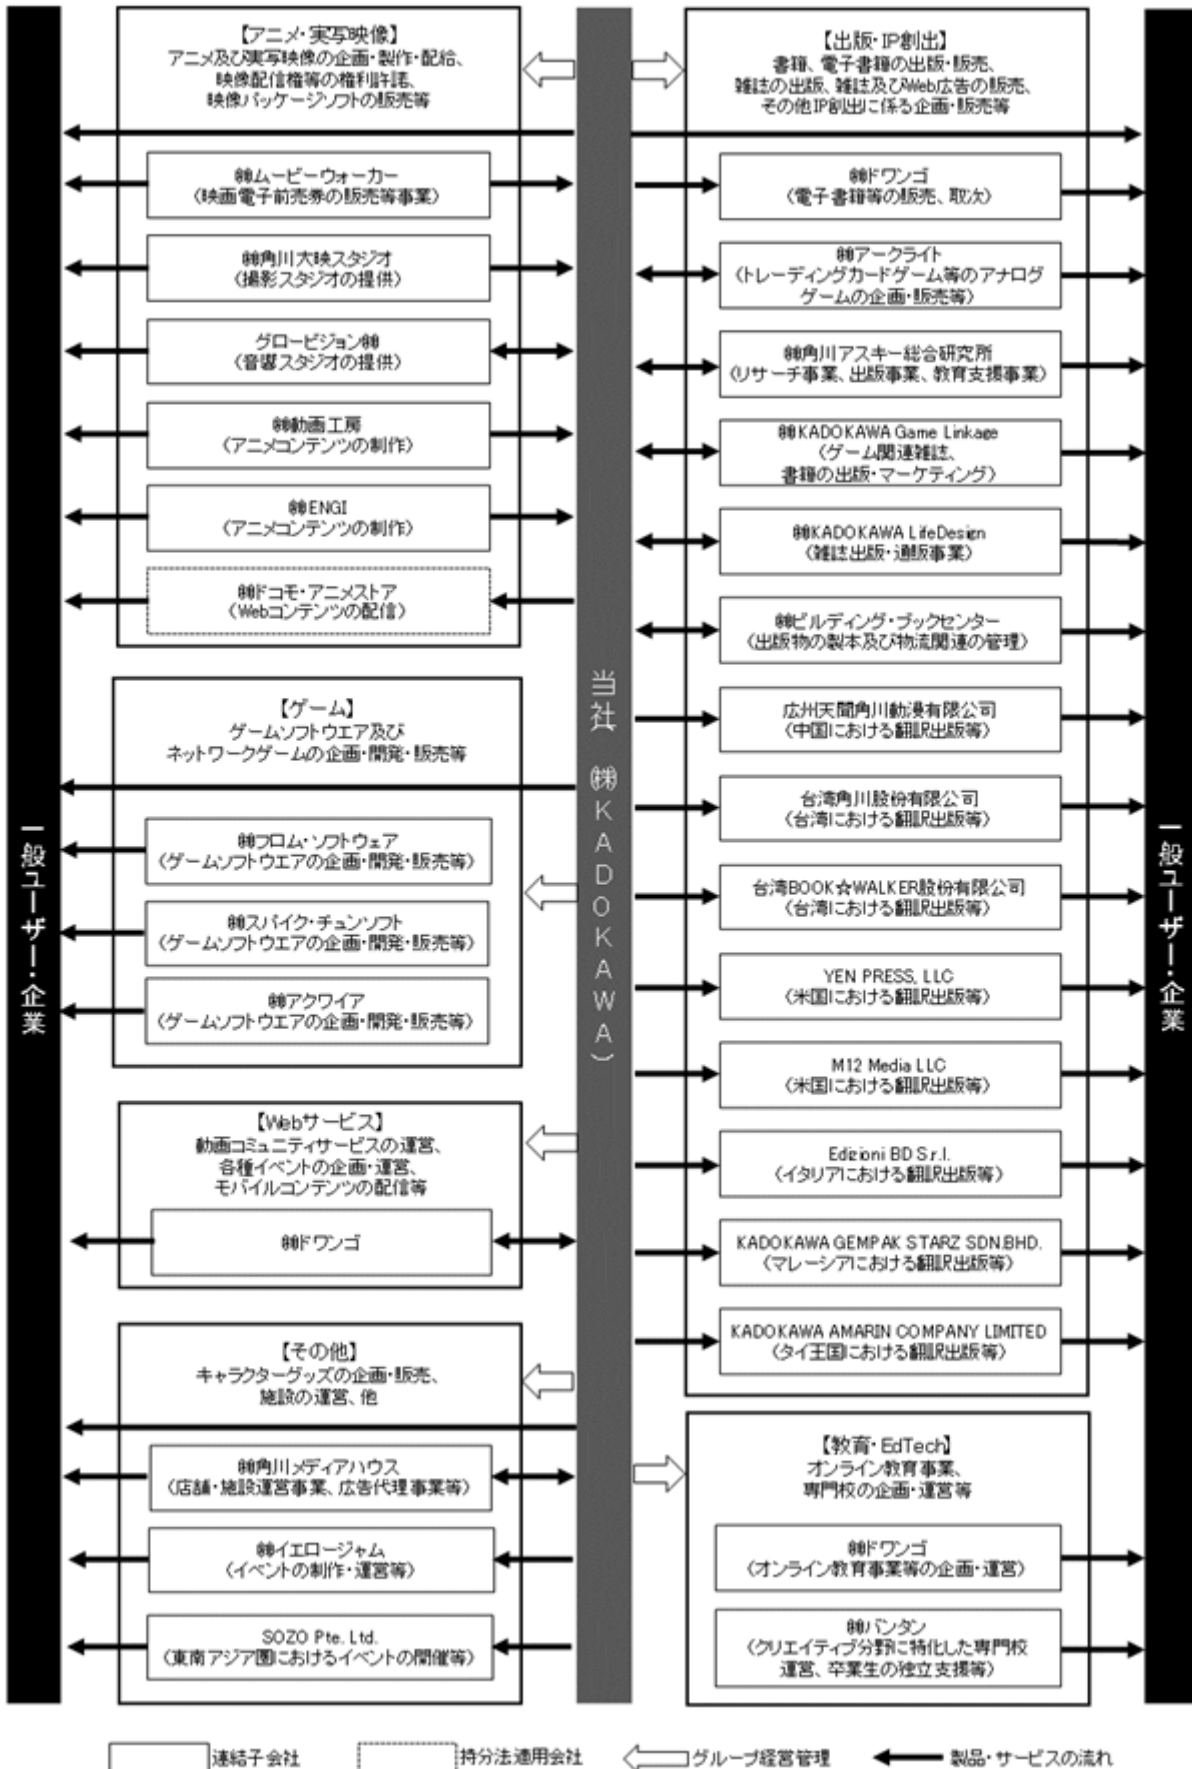 【アニメ・実写映像】
アニメ及び実写映像の企画・製作・配給、
映像配信権等の権利許諾、
映像パッケージソフトの販売等
㈱ムービーウォーカー
（映画電子前売券の販売等事業）
㈱角川大映スタジオ
（撮影スタジオの提供）
グロービジョン㈱
（音響スタジオの提供）
㈱動画工房
（アニメコンテンツの制作）
㈱ENGI
（アニメコンテンツの制作）
㈱ドコモ・アニメストア
（Webコンテンツの配信）
【ゲーム】
ゲームソフトウエア及び
ネットワークゲームの企画・開発・販売等
㈱フロム・ソフトウェア
（ゲームソフトウエアの企画・開発・販売等）
㈱スパイク・チュンソフト
（ゲームソフトウエアの企画・開発・販売等）
㈱アクワイア
（ゲームソフトウエアの企画・開発・販売等）
【Webサービス】
動画コミュニティサービスの運営、
各種イベントの企画・運営、
モバイルコンテンツの配信等
㈱ドワンゴ
【その他】
キャラクターグッズの企画・販売、
施設の運営、他
㈱角川メディアハウス
（店舗・施設運営事業、広告代理事業等）
㈱イエロージャム
（イベントの制作・運営等）
SOZO Pte. Ltd.
（東南アジア圏におけるイベントの開催等）
一般ユーザー・企業
当社（㈱KADOKAWA）
【出版・IP創出】
書籍、電子書籍の出版・販売、
雑誌の出版、雑誌及びWeb広告の販売、
その他IP創出に係る企画・販売等
㈱ドワンゴ
（電子書籍等の販売、取次）
㈱アークライト
（トレーディングカードゲーム等のアナログ
ゲームの企画・販売等）
㈱角川アスキー総合研究所
（リサーチ事業、出版事業、教育支援事業）
㈱KADOKAWA Game Linkage
（ゲーム関連雑誌、
書籍の出版・マーケティング）
㈱KADOKAWA LifeDesign
（雑誌出版・通販事業）
㈱ビルディング・ブックセンター
（出版物の製本及び物流関連の管理）
広州天聞角川動漫有限公司
（中国における翻訳出版等）
台湾角川股份有限公司
（台湾における翻訳出版等）
台湾BOOK☆WALKER股份有限公司
（台湾における翻訳出版等）
YEN PRESS, LLC
（米国における翻訳出版等）
M12 Media LLC
（米国における翻訳出版等）
Edizioni BD S.r.l.
（イタリアにおける翻訳出版等）
KADOKAWA GEMPAK STARZ SDN.BHD.
（マレーシアにおける翻訳出版等）
KADOKAWA AMARIN COMPANY LIMITED
（タイ王国における翻訳出版等）
【教育・EdTech】
オンライン教育事業、
専門校の企画・運営等
㈱ドワンゴ
（オンライン教育事業等の企画・運営）
㈱バンタン
（クリエイティブ分野に特化した専門校
運営、卒業生の独立支援等）
一般ユーザー・企業
連結子会社
持分法適用会社
グループ経営管理
製品・サービスの流れ